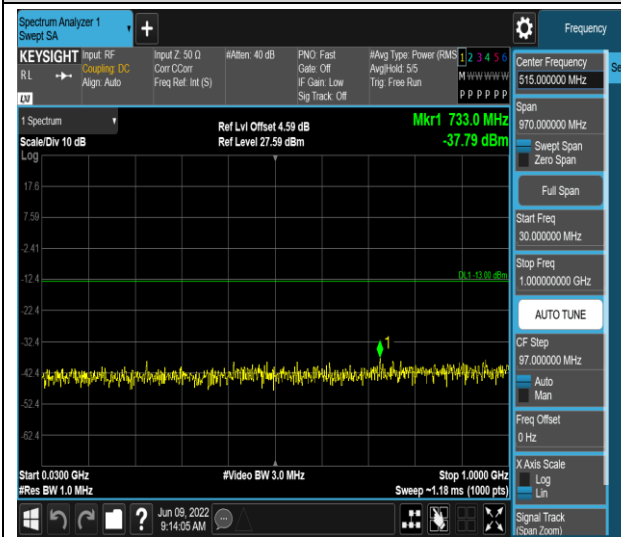 Spectrum Analyzer 1
Swept SA
+
Frequency
KEYSIGHT
RL
LXI
Input: RF
Coupling: DC
Align: Auto
Input Z: 50 Ω
Corr CCorr
Freq Ref: Int (S)
#Atten: 40 dB
PNO: Fast
Gate: Off
IF Gain: Low
Sig Track: Off
#Avg Type: Power (RMS
Avg|Hold: 5/5
Trig: Free Run
1 2 3 4 5 6
M W W W W W
P P P P P P
1 Spectrum
Scale/Div 10 dB
Log
Ref Lvl Offset 4.59 dB
Ref Level 27.59 dBm
Mkr1 733.0 MHz
-37.79 dBm
17.6
7.59
-2.41
-12.4
-22.4
-32.4
-42.4
-52.4
-62.4
DL1 -13.00 dBm
1
Start 0.0300 GHz
#Res BW 1.0 MHz
#Video BW 3.0 MHz
Stop 1.0000 GHz
Sweep ~1.18 ms (1000 pts)
?
Jun 09, 2022
9:14:05 AM
Center Frequency
515.000000 MHz
Se
Span
970.000000 MHz
Swept Span
Zero Span
Full Span
Start Freq
30.000000 MHz
Stop Freq
1.000000000 GHz
AUTO TUNE
CF Step
97.000000 MHz
Auto
Man
Freq Offset
0 Hz
X Axis Scale
Log
Lin
Signal Track
(Span Zoom)